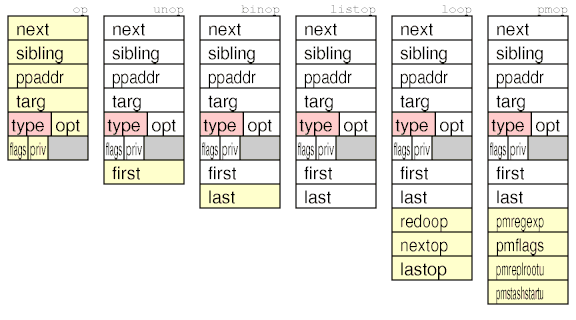 op unop binop listop loop pmop
next next next next next next
sibling sibling sibling sibling sibling sibling
ppaddr ppaddr ppaddr ppaddr ppaddr ppaddr
targ targ targ targ targ targ
type opt type opt type opt type opt type opt type opt
flags priv flags priv flags priv flags priv flags priv flags priv
first first first first first
last last last last
redoop pmregexp
nextop pmflags
lastop pmreplrootu
pmstashstartu